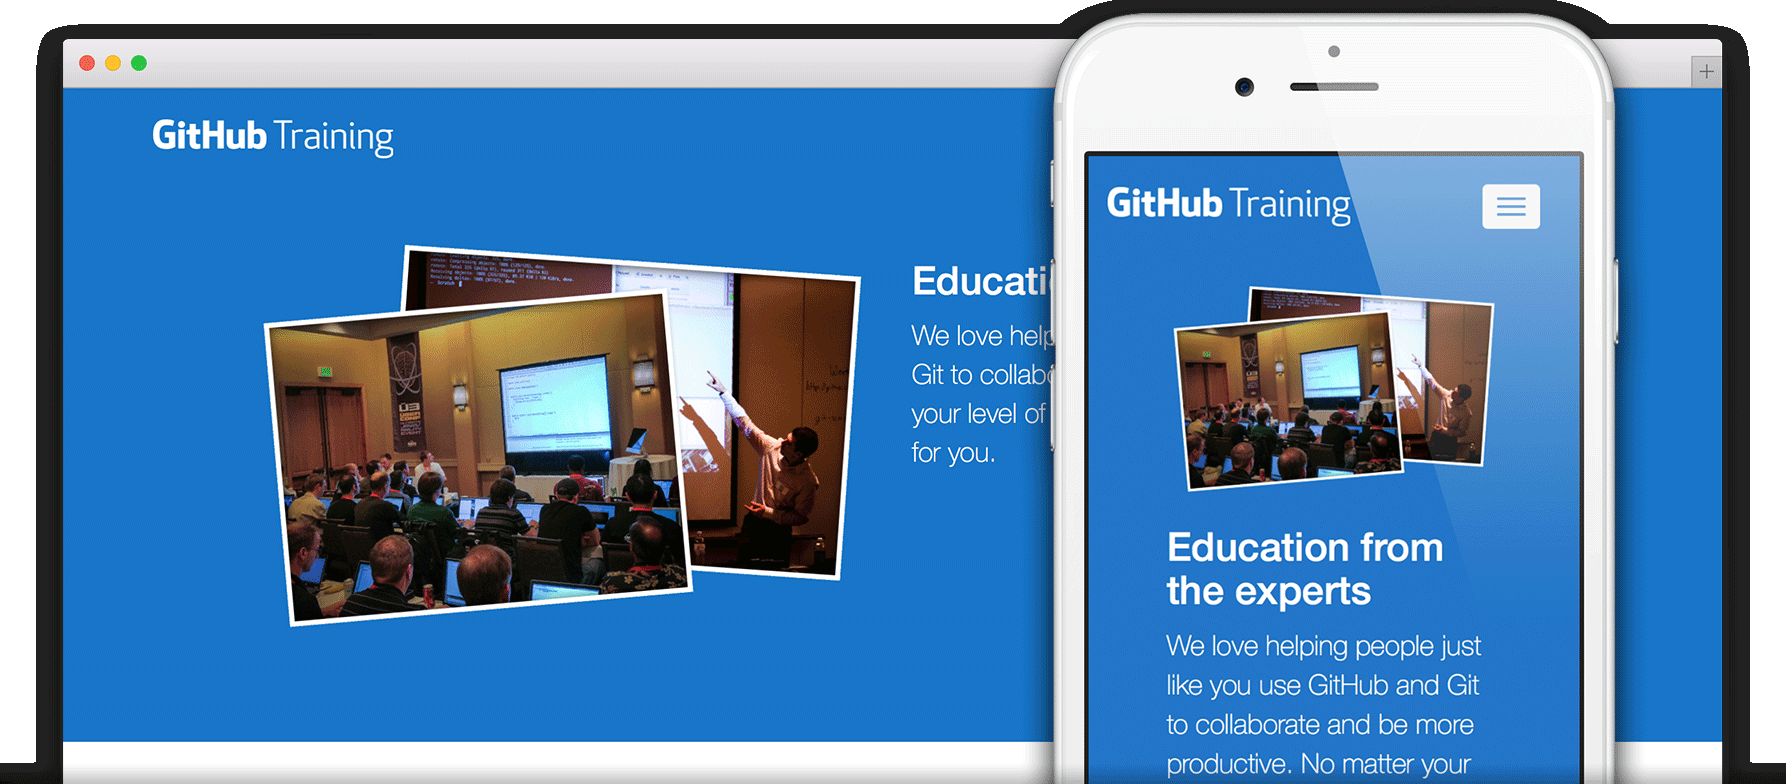 GitHub Training
Educati
We love help
Git to collabo
your level of
for you.
GitHub Training
Education from
the experts
We love helping people just
like you use GitHub and Git
to collaborate and be more
productive. No matter your